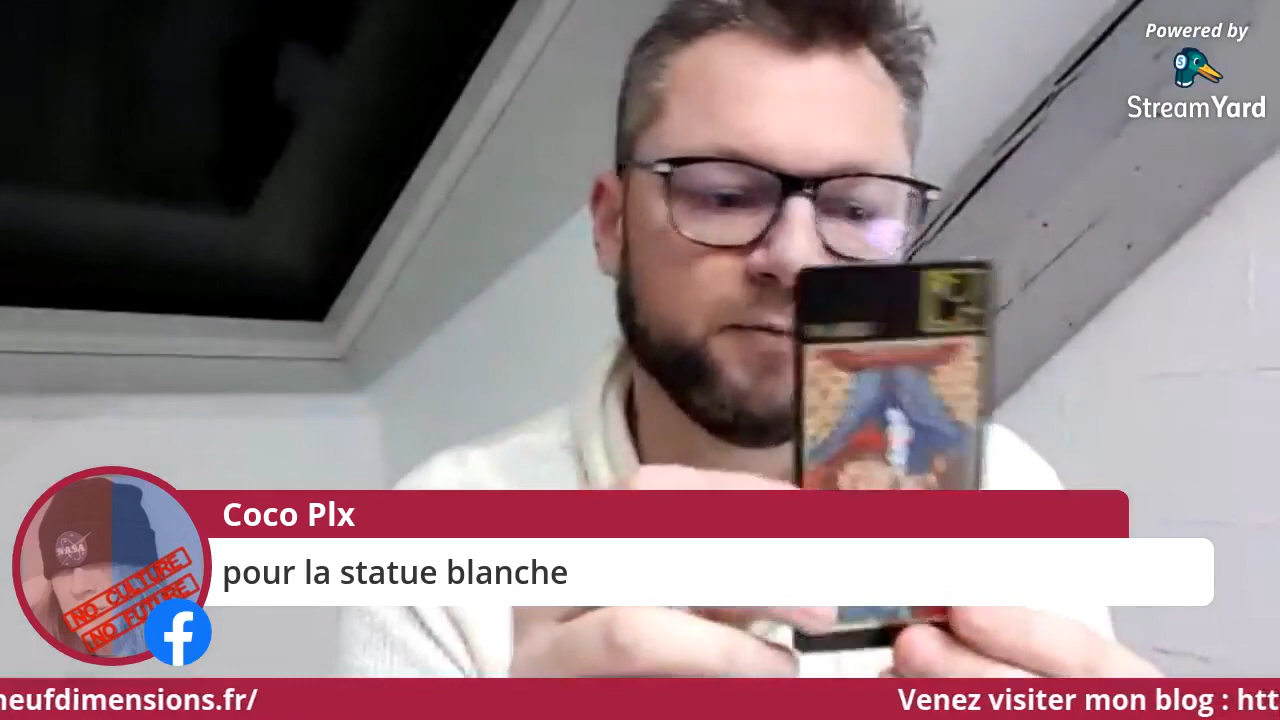 Powered by
StreamYard
Coco Plx
pour la statue blanche
NASA
NO CULTURE
NO FUTURE
neufdimensions.fr/
Venez visiter mon blog : htt